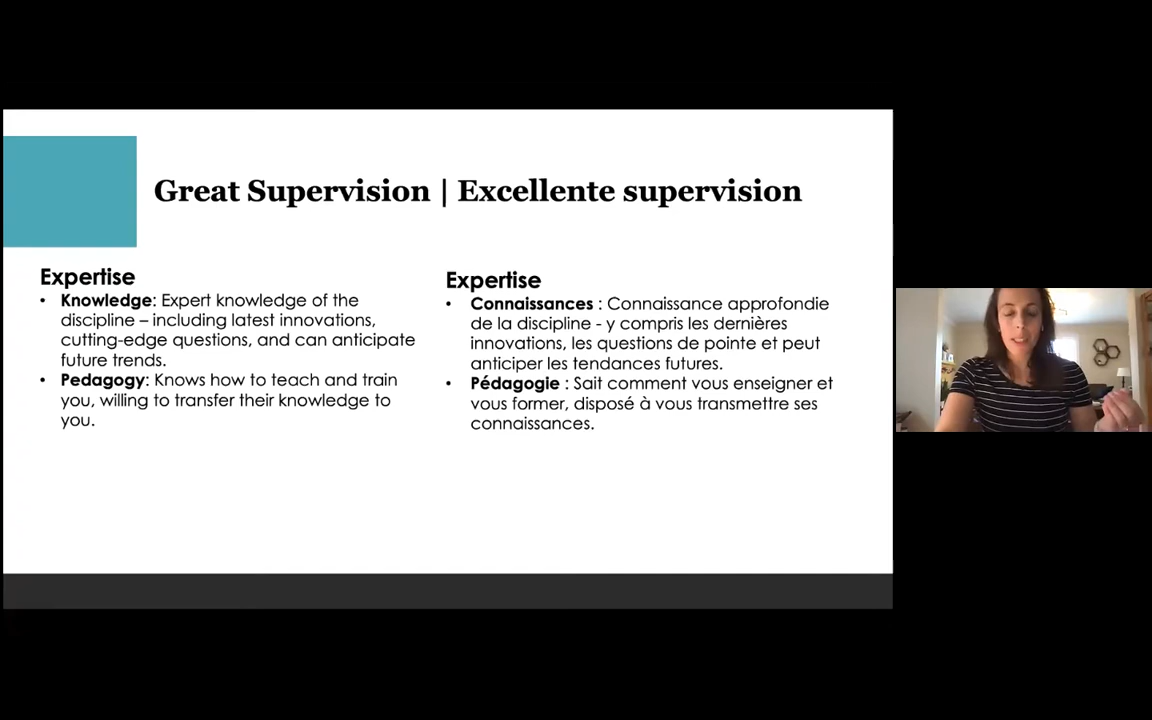 Great Supervision | Excellente supervision
Expertise
• Knowledge: Expert knowledge of the
discipline – including latest innovations,
cutting-edge questions, and can anticipate
future trends.
• Pedagogy: Knows how to teach and train
you, willing to transfer their knowledge to
you.
Expertise
• Connaissances : Connaissance approfondie
de la discipline - y compris les dernières
innovations, les questions de pointe et peut
anticiper les tendances futures.
• Pédagogie : Sait comment vous enseigner et
vous former, disposé à vous transmettre ses
connaissances.